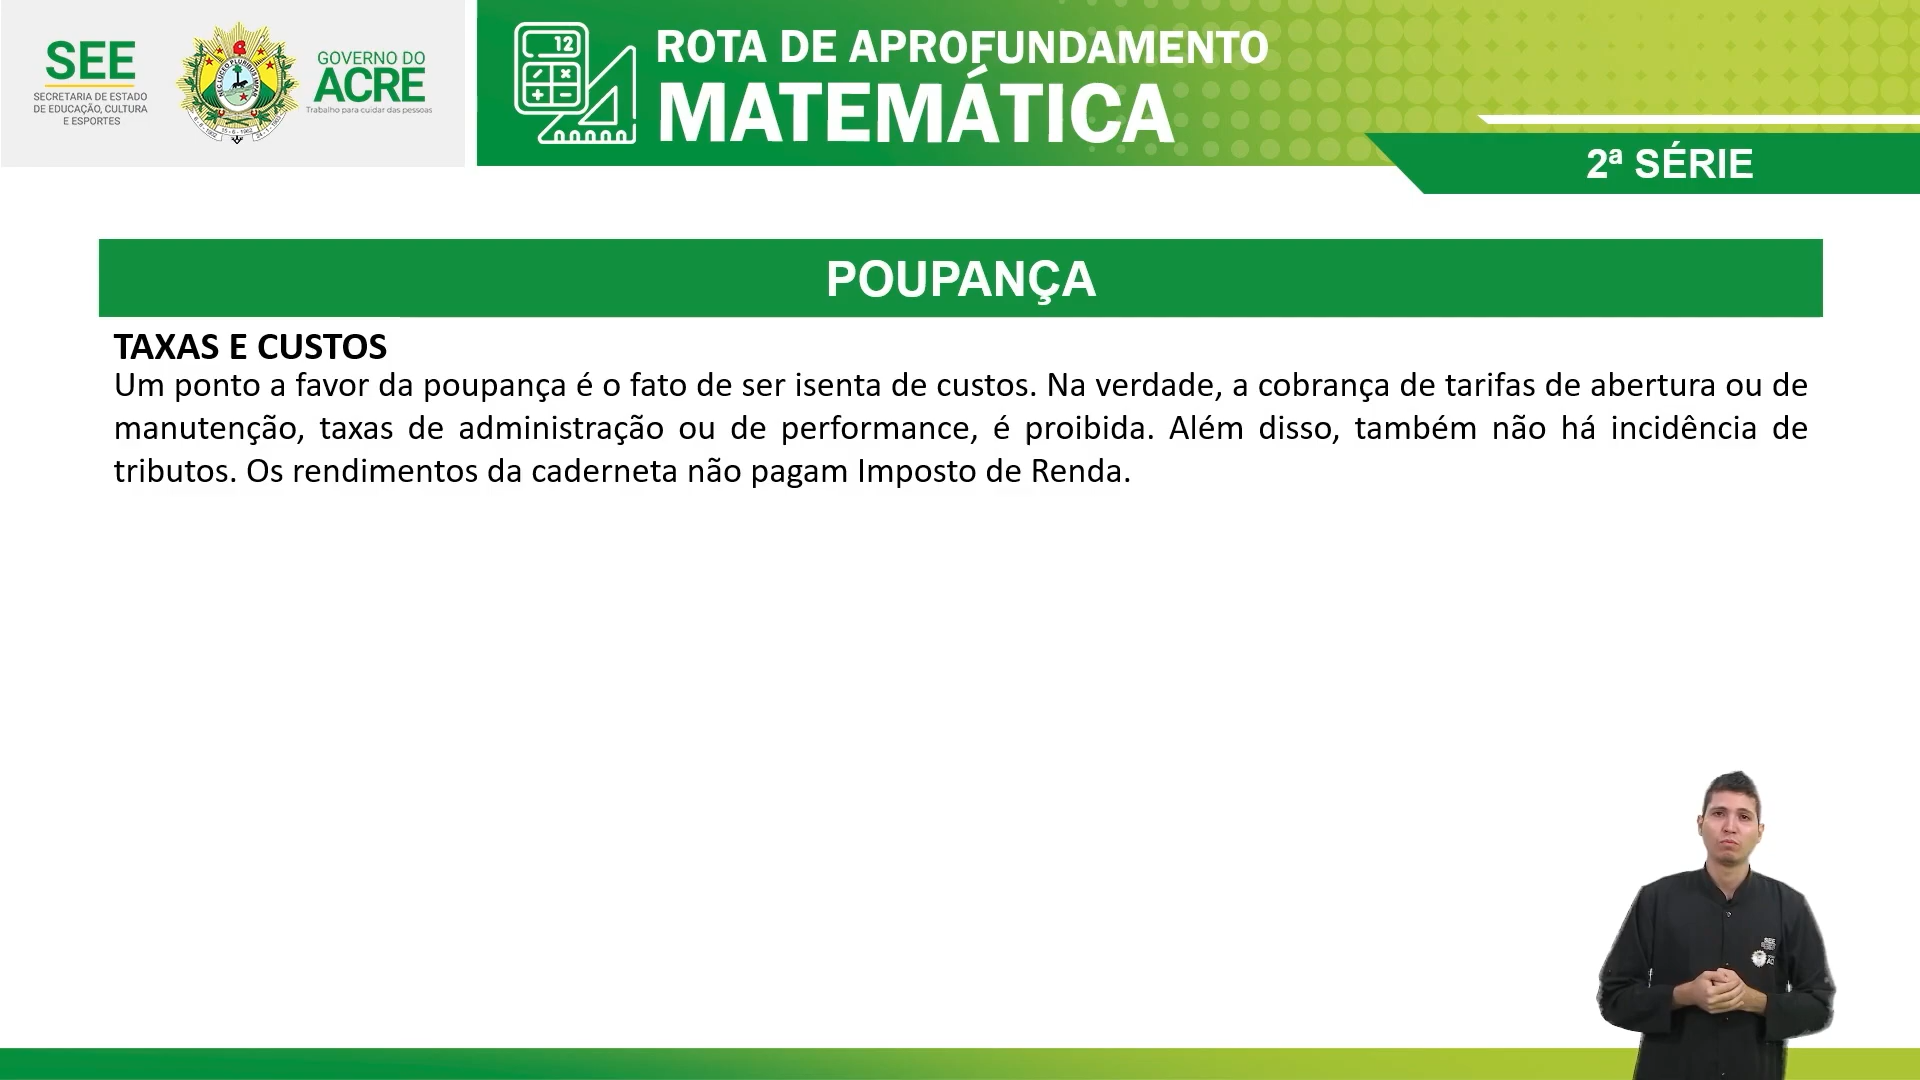 SEE
SECRETARIA DE ESTADO
DE EDUCAÇÃO, CULTURA
E ESPORTES
GOVERNO DO
ACRE
Trabalho para cuidar das pessoas
12
ROTA DE APROFUNDAMENTO
MATEMÁTICA
2ª SÉRIE
POUPANÇA
TAXAS E CUSTOS
Um ponto a favor da poupança é o fato de ser isenta de custos. Na verdade, a cobrança de tarifas de abertura ou de
manutenção, taxas de administração ou de performance, é proibida. Além disso, também não há incidência de
tributos. Os rendimentos da caderneta não pagam Imposto de Renda.
SEE